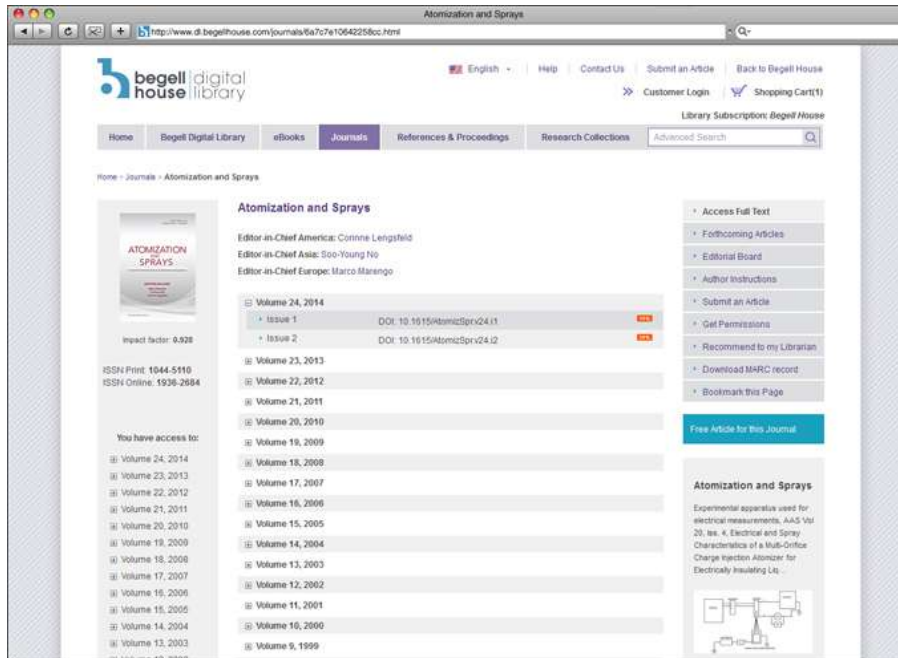 Atomization and Sprays
http://www.dl.begellhouse.com/journals/6a7c7e10642258cc.html
begell digital
house library
English
Help
Contact Us
Submit an Article
Back to Begell House
Customer Login
Shopping Cart(1)
Library Subscription: Begell House
Home
Begell Digital Library
eBooks
Journals
References & Proceedings
Research Collections
Advanced Search
Home > Journals > Atomization and Sprays
ATOMIZATION
AND
SPRAYS
Impact factor: 0.928
ISSN Print: 1044-5110
ISSN Online: 1936-2684
You have access to:
Volume 24, 2014
Volume 23, 2013
Volume 22, 2012
Volume 21, 2011
Volume 20, 2010
Volume 19, 2009
Volume 18, 2008
Volume 17, 2007
Volume 16, 2006
Volume 15, 2005
Volume 14, 2004
Volume 13, 2003
Atomization and Sprays
Editor-in-Chief America: Corinne Lengsfeld
Editor-in-Chief Asia: Soo-Young No
Editor-in-Chief Europe: Marco Marengo
Volume 24, 2014
Issue 1 DOI: 10.1615/AtomizSpr.v24.i1
Issue 2 DOI: 10.1615/AtomizSpr.v24.i2
Volume 23, 2013
Volume 22, 2012
Volume 21, 2011
Volume 20, 2010
Volume 19, 2009
Volume 18, 2008
Volume 17, 2007
Volume 16, 2006
Volume 15, 2005
Volume 14, 2004
Volume 13, 2003
Volume 12, 2002
Volume 11, 2001
Volume 10, 2000
Volume 9, 1999
Access Full Text
Forthcoming Articles
Editorial Board
Author Instructions
Submit an Article
Get Permissions
Recommend to my Librarian
Download MARC record
Bookmark this Page
Free Article for this Journal
Atomization and Sprays
Experimental apparatus used for
electrical measurements, AAS Vol
20, Iss. 4, Electrical and Spray
Characteristics of a Multi-Orifice
Charge Injection Atomizer for
Electrically Insulating Liq...